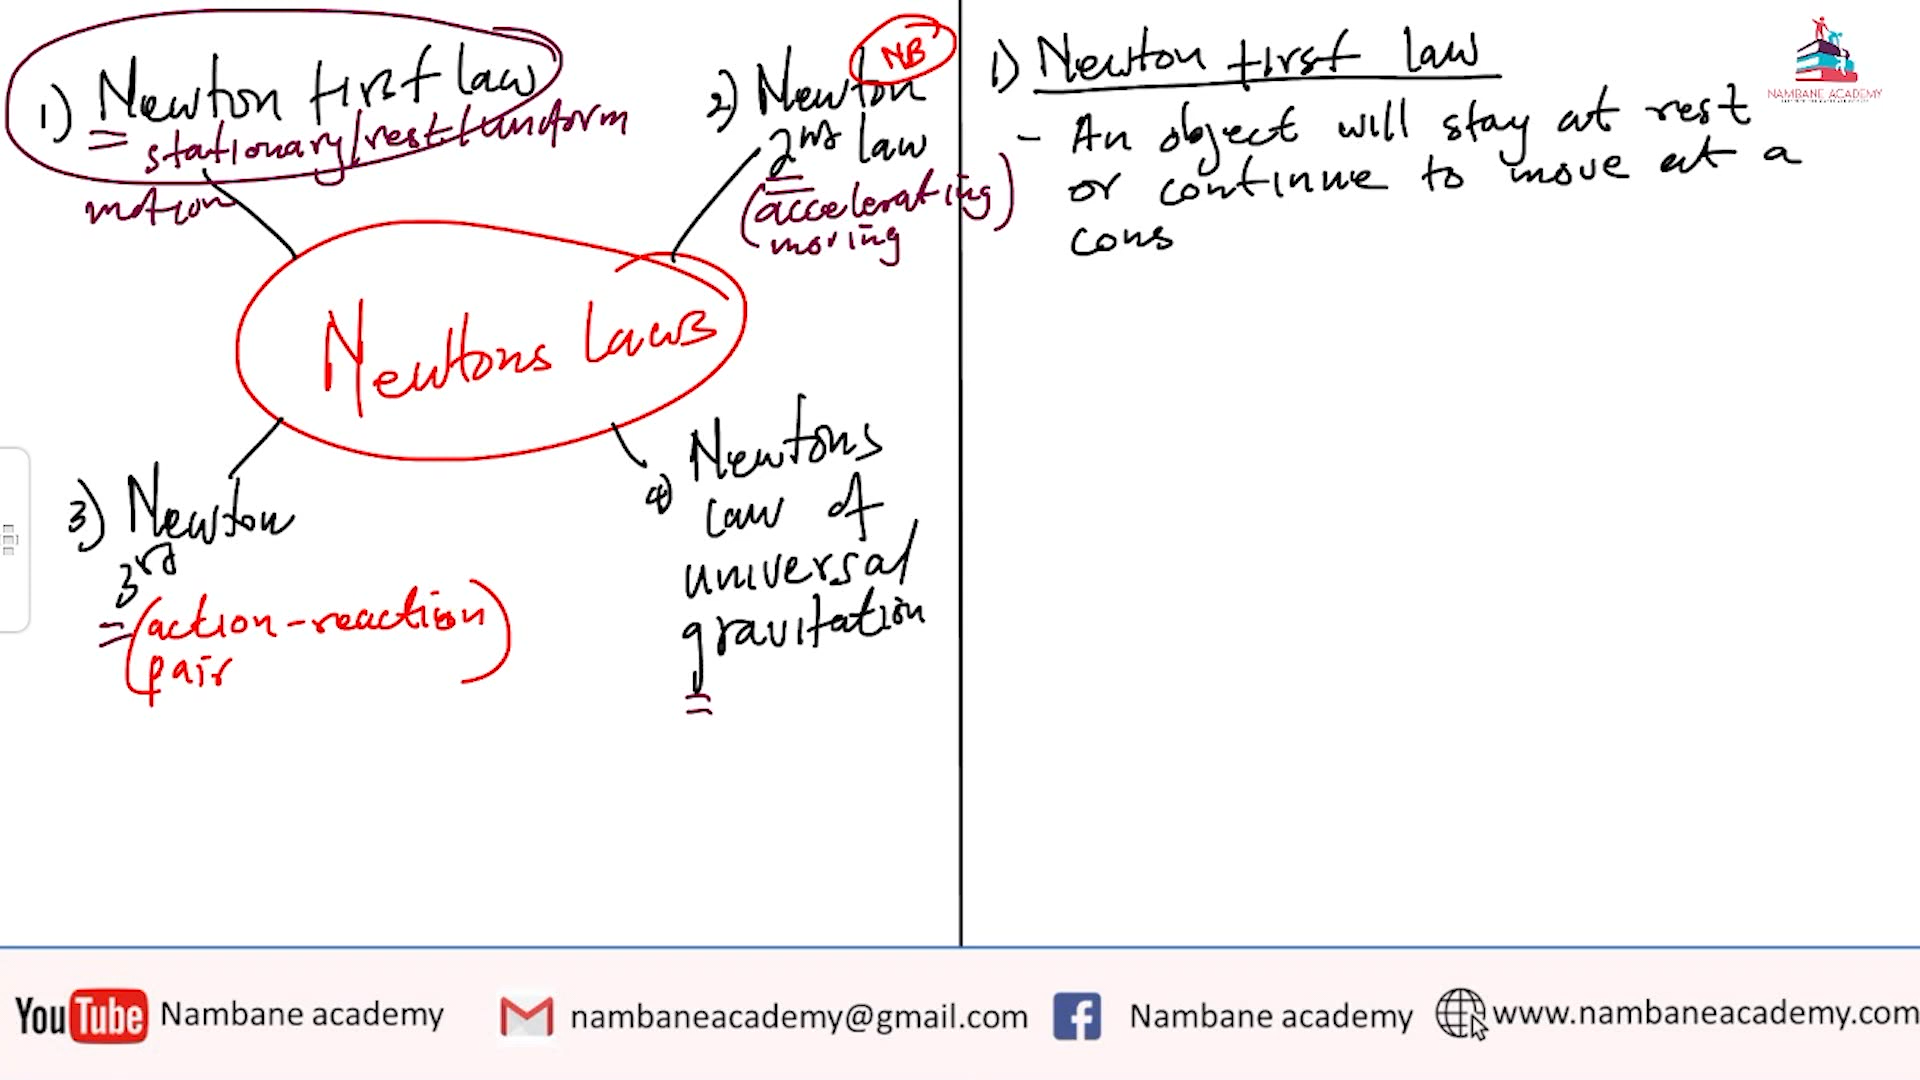 1) Newton first law
= stationary/rest/uniform
motion
2) Newton
NB
2nd law
(accelerating)
moving
Newtons Laws
3) Newton
3rd
= (action-reaction
pair)
4) Newtons
law of
universal
gravitation
=
1) Newton first law
- An object will stay at rest
or continue to move at a
cons
NAMBANE ACADEMY
YouTube Nambane academy
nambaneacademy@gmail.com
f Nambane academy
www.nambaneacademy.com